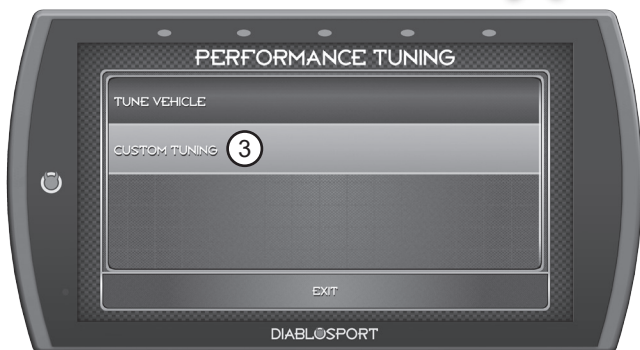 PERFORMANCE TUNING
TUNE VEHICLE
CUSTOM TUNING 3
EXIT
DIABLOSPORT